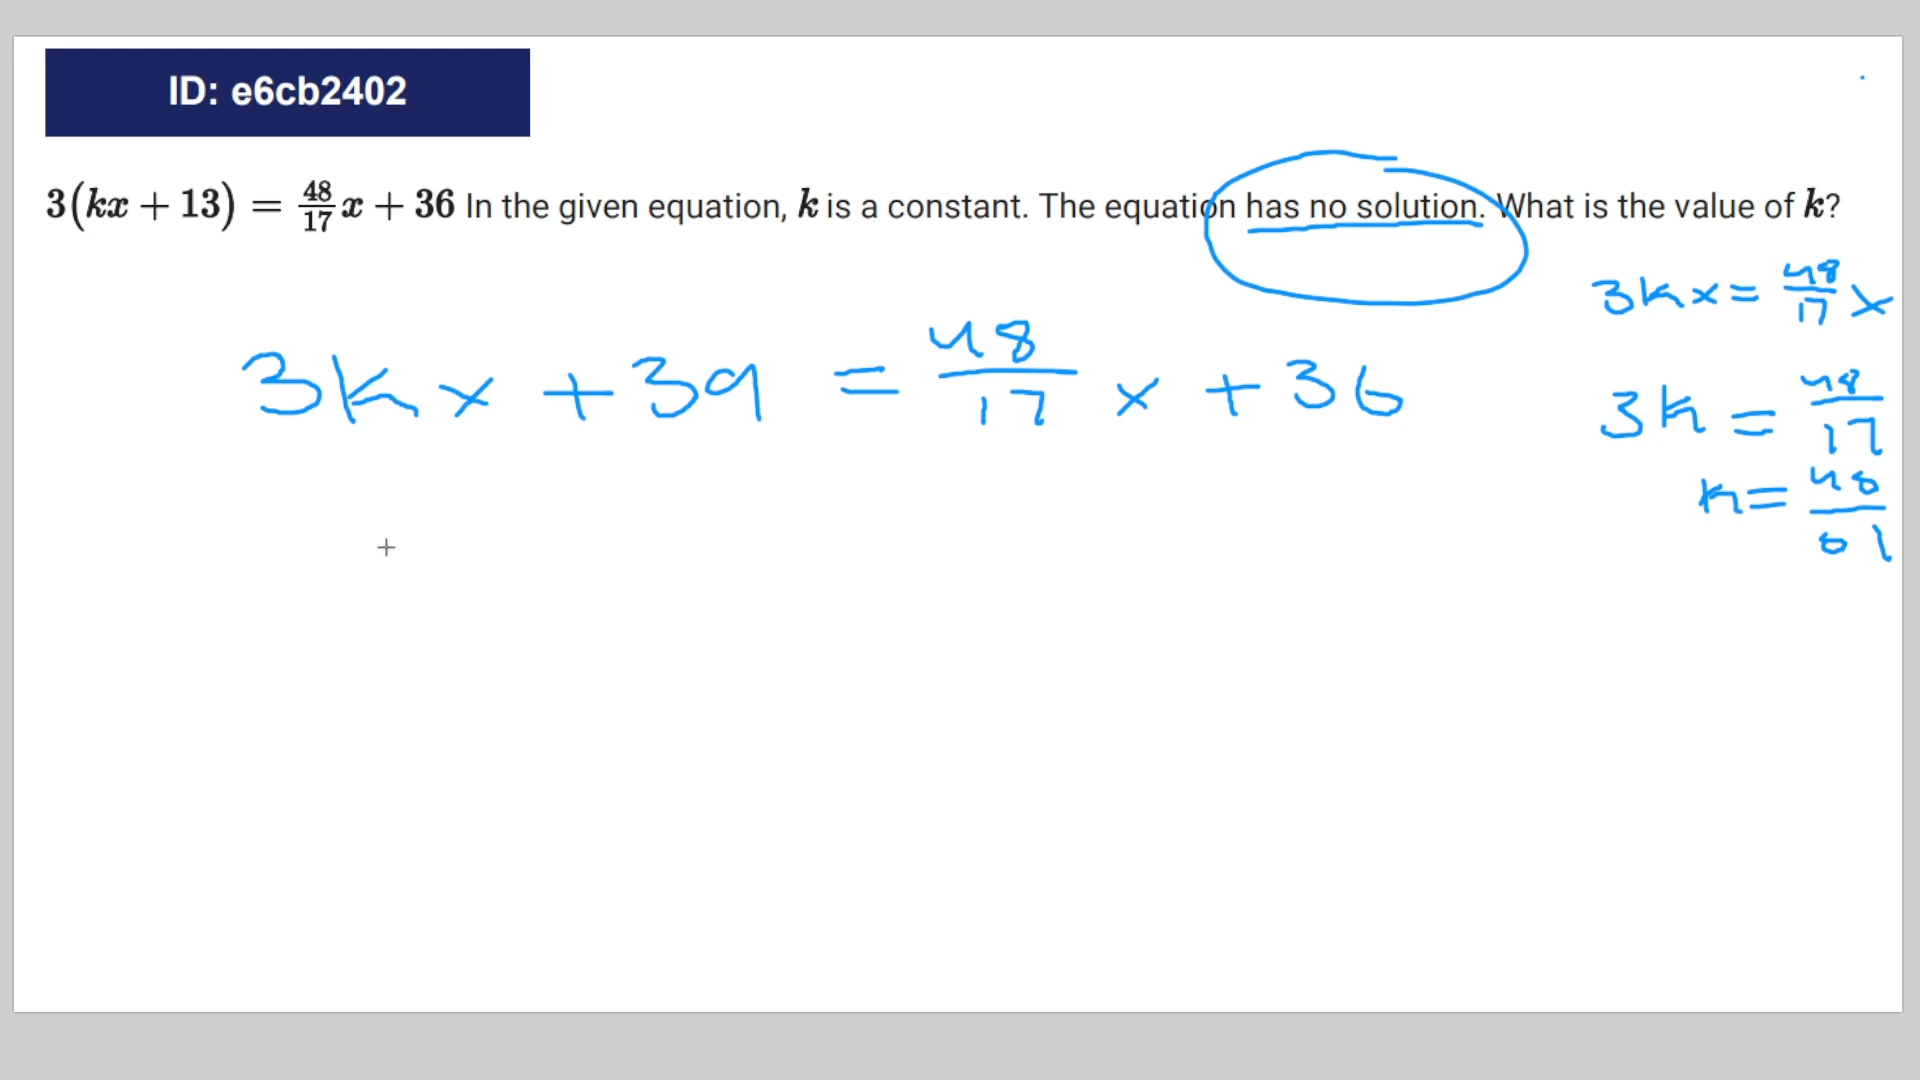 ID: e6cb2402
3(kx + 13) = 48/17 x + 36 In the given equation, k is a constant. The equation has no solution. What is the value of k?
3kx = 48/17 x
3kx + 39 = 48/17 x + 36
3k = 48/17
k = 48/51